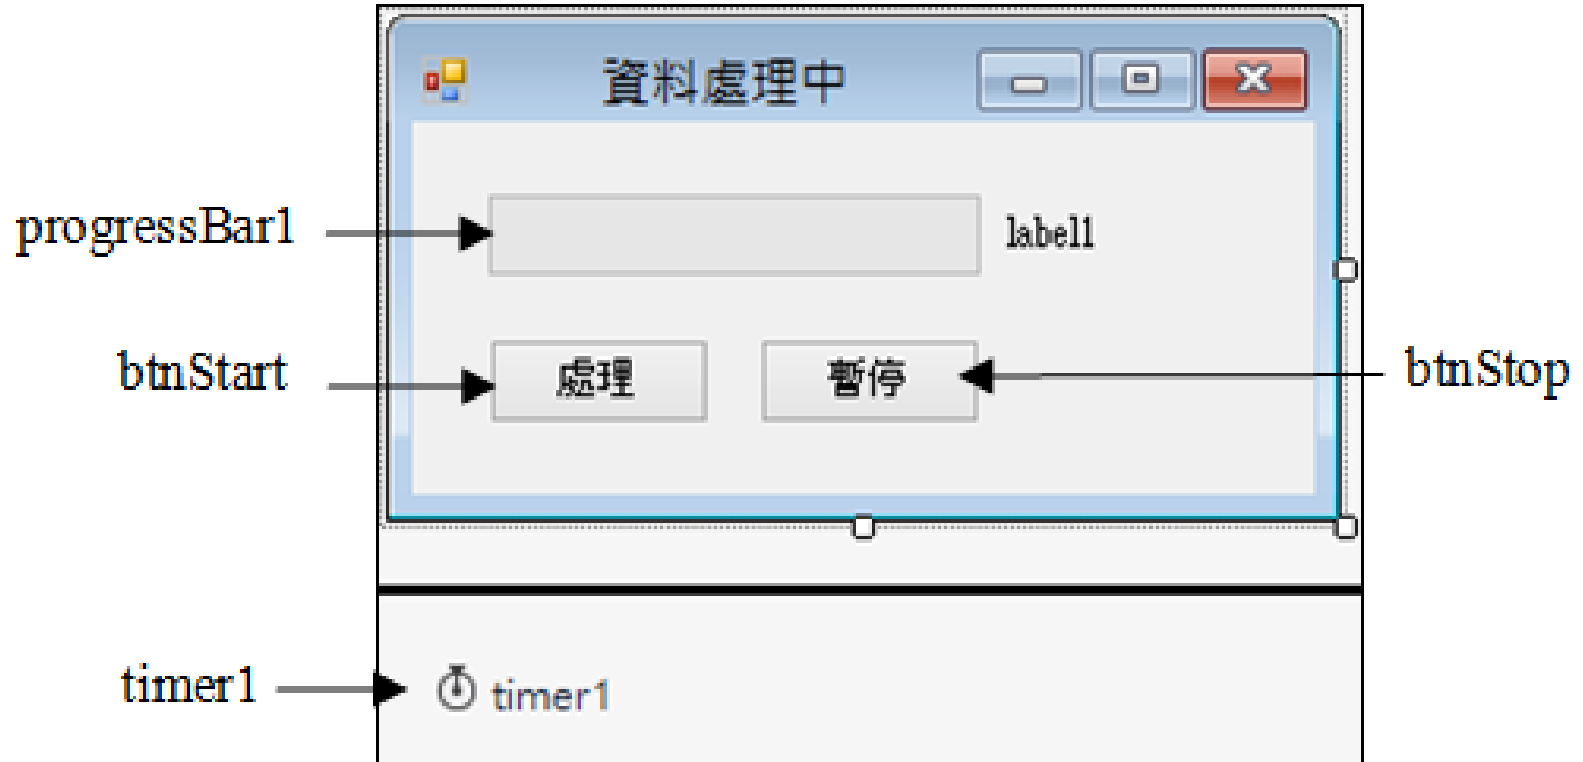 資料處理中
progressBar1
label1
btnStart
處理
暫停
btnStop
timer1
timer1